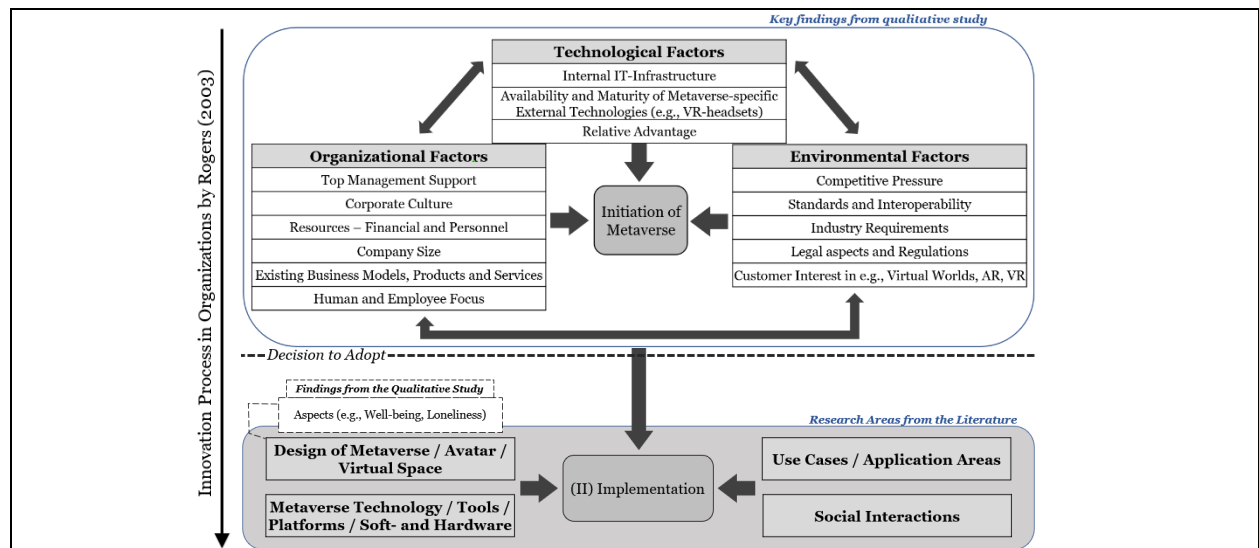 Key findings from qualitative study
Innovation Process in Organizations by Rogers (2003)
Technological Factors
Internal IT-Infrastructure
Availability and Maturity of Metaverse-specific
External Technologies (e.g., VR-headsets)
Relative Advantage
Organizational Factors
Top Management Support
Corporate Culture
Resources – Financial and Personnel
Company Size
Existing Business Models, Products and Services
Human and Employee Focus
Initiation of
Metaverse
Environmental Factors
Competitive Pressure
Standards and Interoperability
Industry Requirements
Legal aspects and Regulations
Customer Interest in e.g., Virtual Worlds, AR, VR
Decision to Adopt
Findings from the Qualitative Study
Aspects (e.g., Well-being, Loneliness)
Research Areas from the Literature
Design of Metaverse / Avatar /
Virtual Space
Metaverse Technology / Tools /
Platforms / Soft- and Hardware
(II) Implementation
Use Cases / Application Areas
Social Interactions